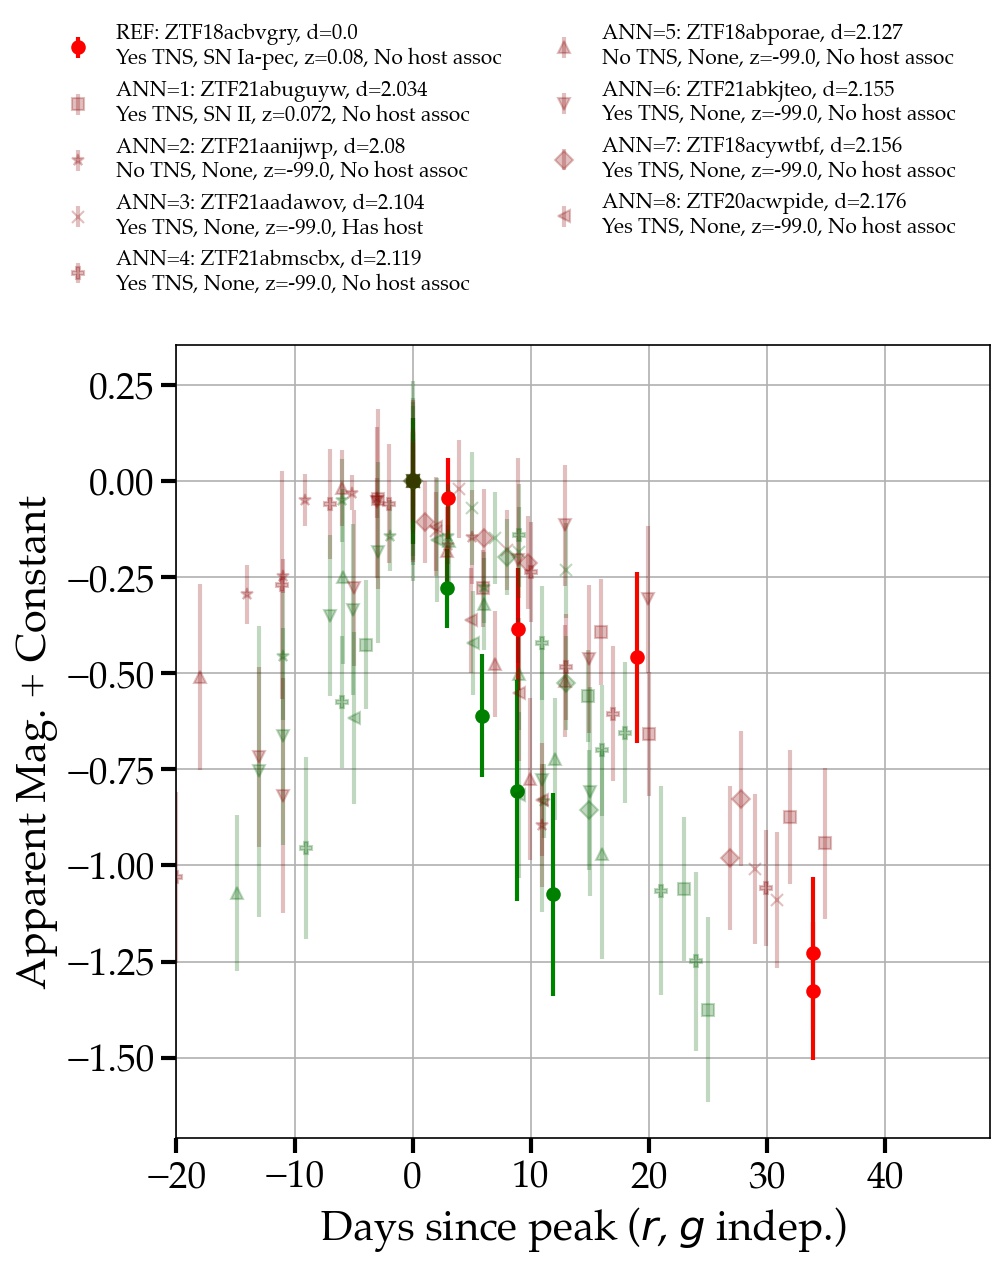 REF: ZTF18acbvgry, d=0.0
Yes TNS, SN Ia-pec, z=0.08, No host assoc
ANN=1: ZTF21abuguyw, d=2.034
Yes TNS, SN II, z=0.072, No host assoc
ANN=2: ZTF21aanijwp, d=2.08
No TNS, None, z=-99.0, No host assoc
ANN=3: ZTF21aadawov, d=2.104
Yes TNS, None, z=-99.0, Has host
ANN=4: ZTF21abmscbx, d=2.119
Yes TNS, None, z=-99.0, No host assoc
ANN=5: ZTF18abporae, d=2.127
No TNS, None, z=-99.0, No host assoc
ANN=6: ZTF21abkjteo, d=2.155
Yes TNS, None, z=-99.0, No host assoc
ANN=7: ZTF18acywtbf, d=2.156
Yes TNS, None, z=-99.0, No host assoc
ANN=8: ZTF20acwpide, d=2.176
Yes TNS, None, z=-99.0, No host assoc
Apparent Mag. + Constant
0.25
0.00
−0.25
−0.50
−0.75
−1.00
−1.25
−1.50
−20 −10 0 10 20 30 40
Days since peak (r, g indep.)